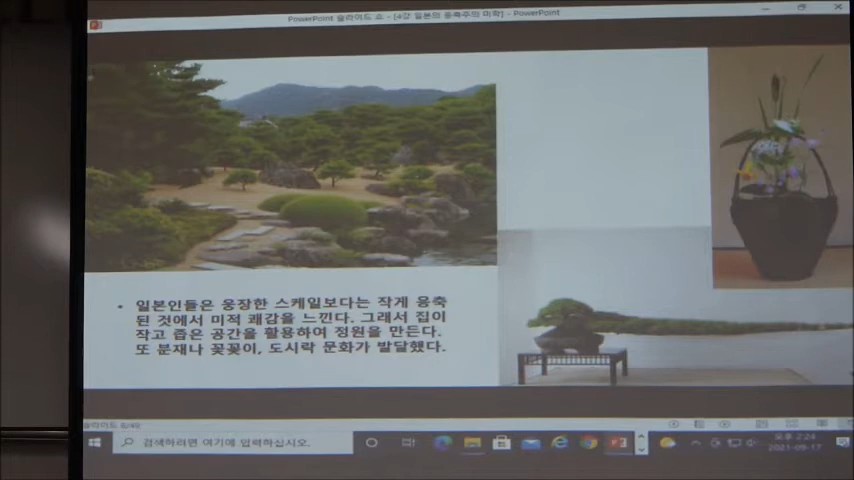 PowerPoint 슬라이드 쇼 - [4강 일본의 응축주의 미학] - PowerPoint
• 일본인들은 웅장한 스케일보다는 작게 응축
된 것에서 미적 쾌감을 느낀다. 그래서 집이
작고 좁은 공간을 활용하여 정원을 만든다.
또 분재나 꽃꽂이, 도시락 문화가 발달했다.
슬라이드
검색하려면 여기에 입력하십시오.
오후 2:24
2021-09-17